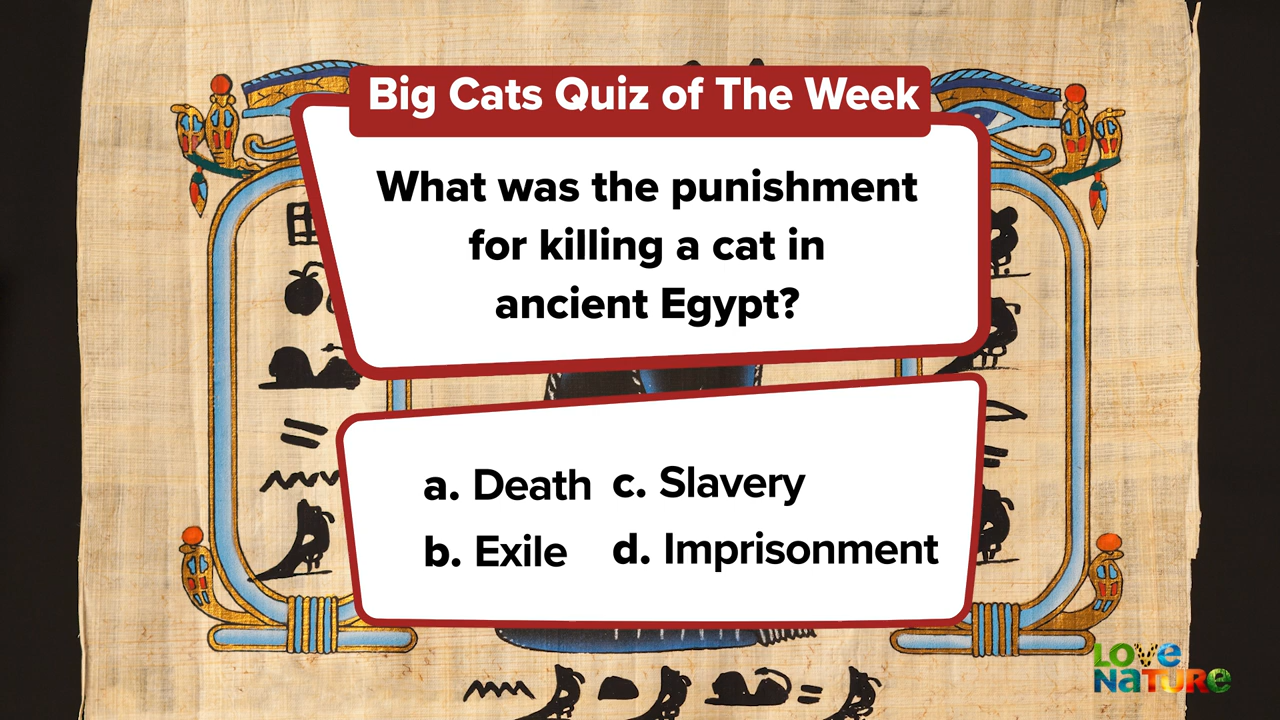 Big Cats Quiz of The Week
What was the punishment
for killing a cat in
ancient Egypt?
a. Death
b. Exile
c. Slavery
d. Imprisonment
LOVE
NATURE